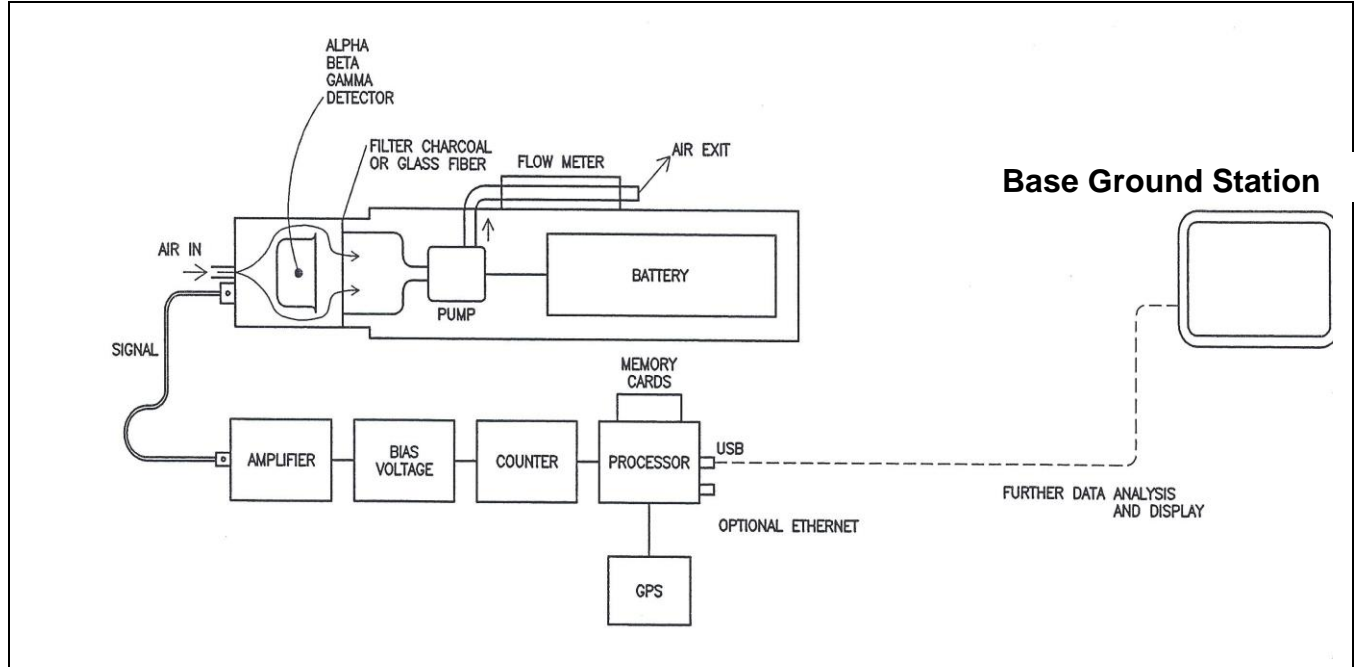 ALPHA
BETA
GAMMA
DETECTOR
FILTER CHARCOAL
OR GLASS FIBER
FLOW METER
AIR EXIT
Base Ground Station
AIR IN
BATTERY
PUMP
SIGNAL
MEMORY
CARDS
AMPLIFIER
BIAS
VOLTAGE
COUNTER
PROCESSOR
USB
FURTHER DATA ANALYSIS
AND DISPLAY
OPTIONAL ETHERNET
GPS